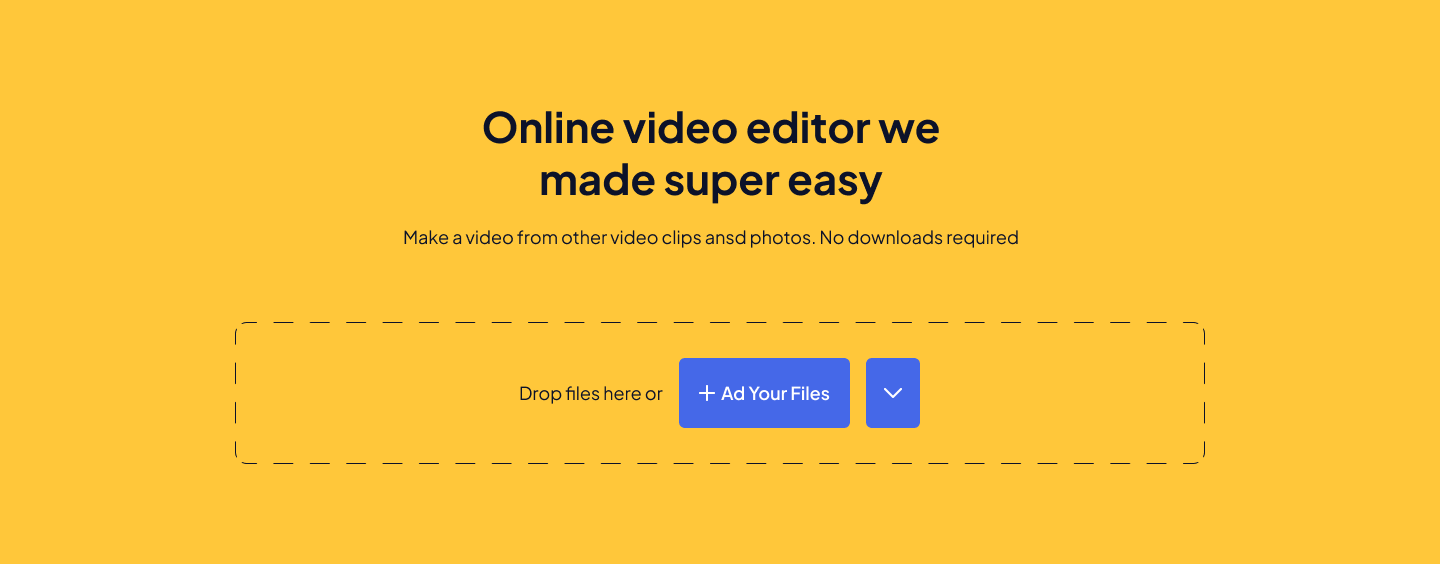 Online video editor we
made super easy
Make a video from other video clips ansd photos. No downloads required
Drop files here or
Ad Your Files